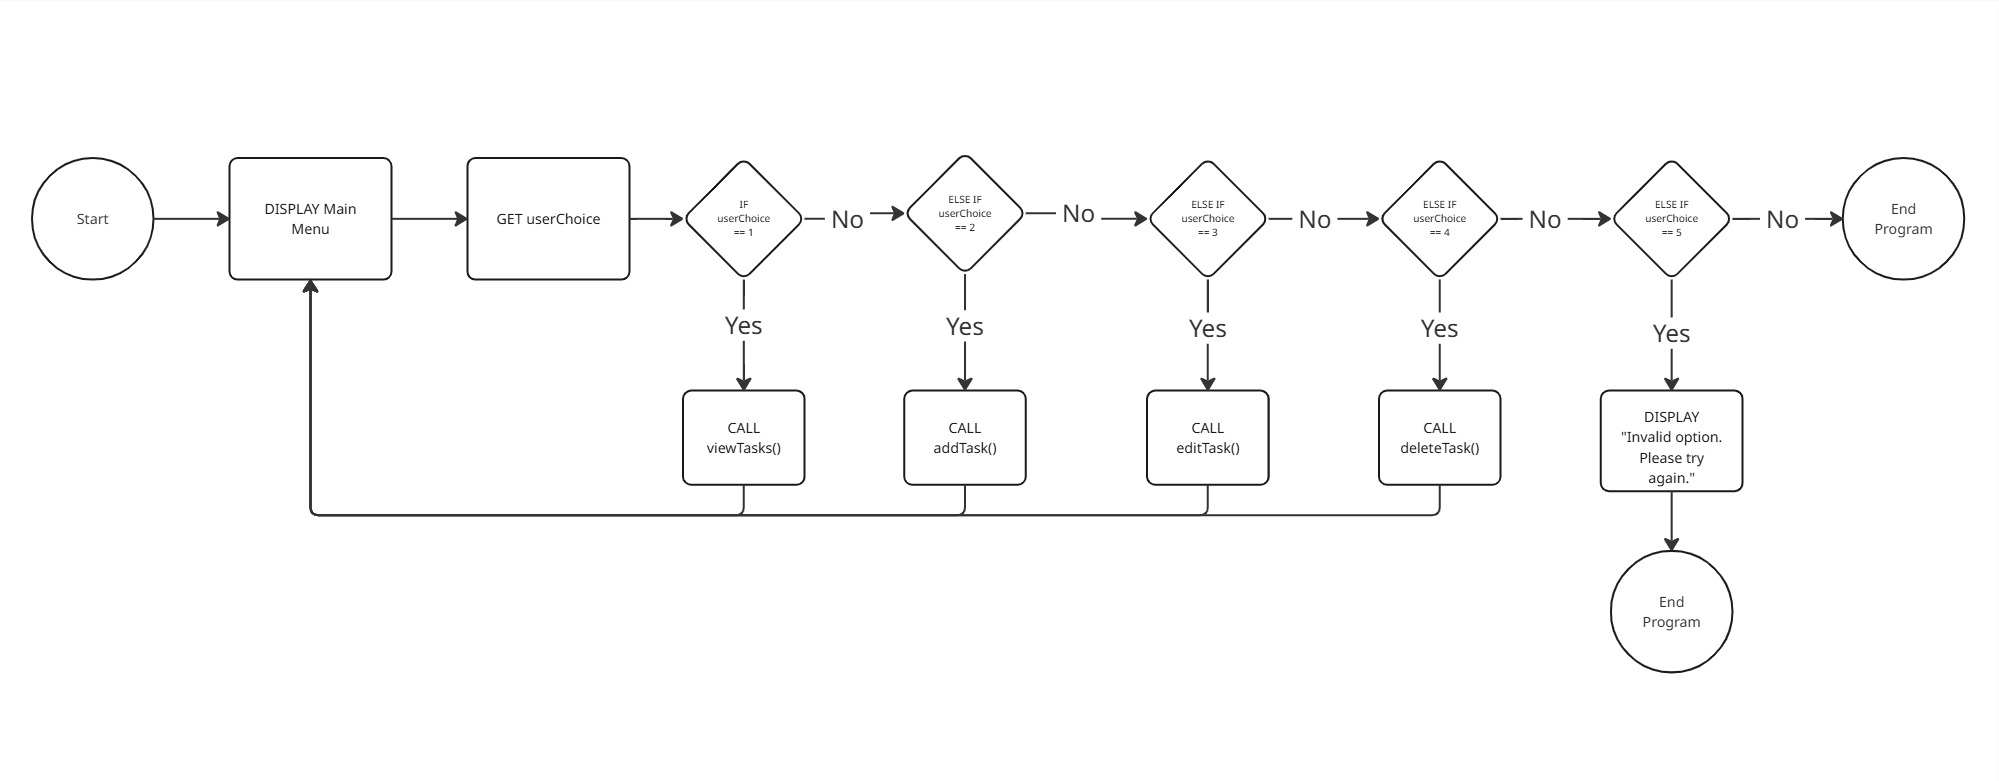 Start
DISPLAY Main
Menu
GET userChoice
IF
userChoice
== 1
No
ELSE IF
userChoice
== 2
No
ELSE IF
userChoice
== 3
No
ELSE IF
userChoice
== 4
No
ELSE IF
userChoice
== 5
No
End
Program
Yes
Yes
Yes
Yes
Yes
CALL
viewTasks()
CALL
addTask()
CALL
editTask()
CALL
deleteTask()
DISPLAY
"Invalid option.
Please try
again."
End
Program